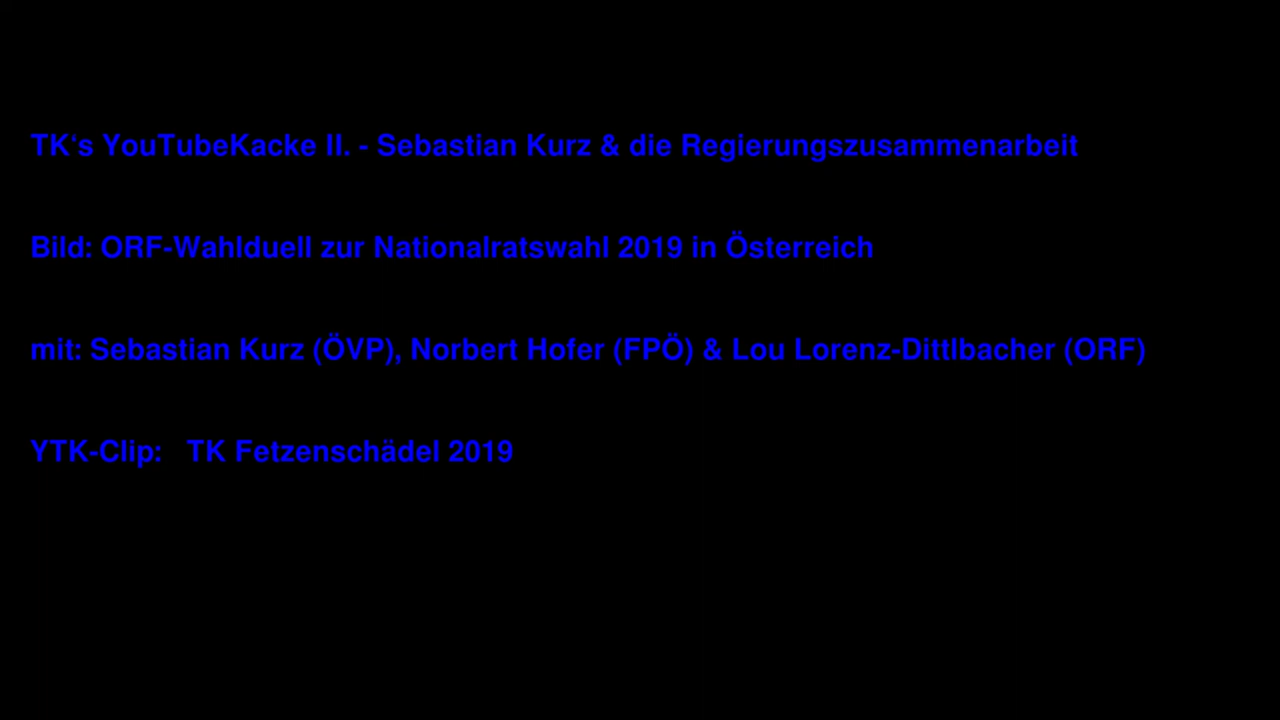 TK‘s YouTubeKacke II. - Sebastian Kurz & die Regierungszusammenarbeit
Bild: ORF-Wahlduell zur Nationalratswahl 2019 in Österreich
mit: Sebastian Kurz (ÖVP), Norbert Hofer (FPÖ) & Lou Lorenz-Dittlbacher (ORF)
YTK-Clip:   TK Fetzenschädel 2019